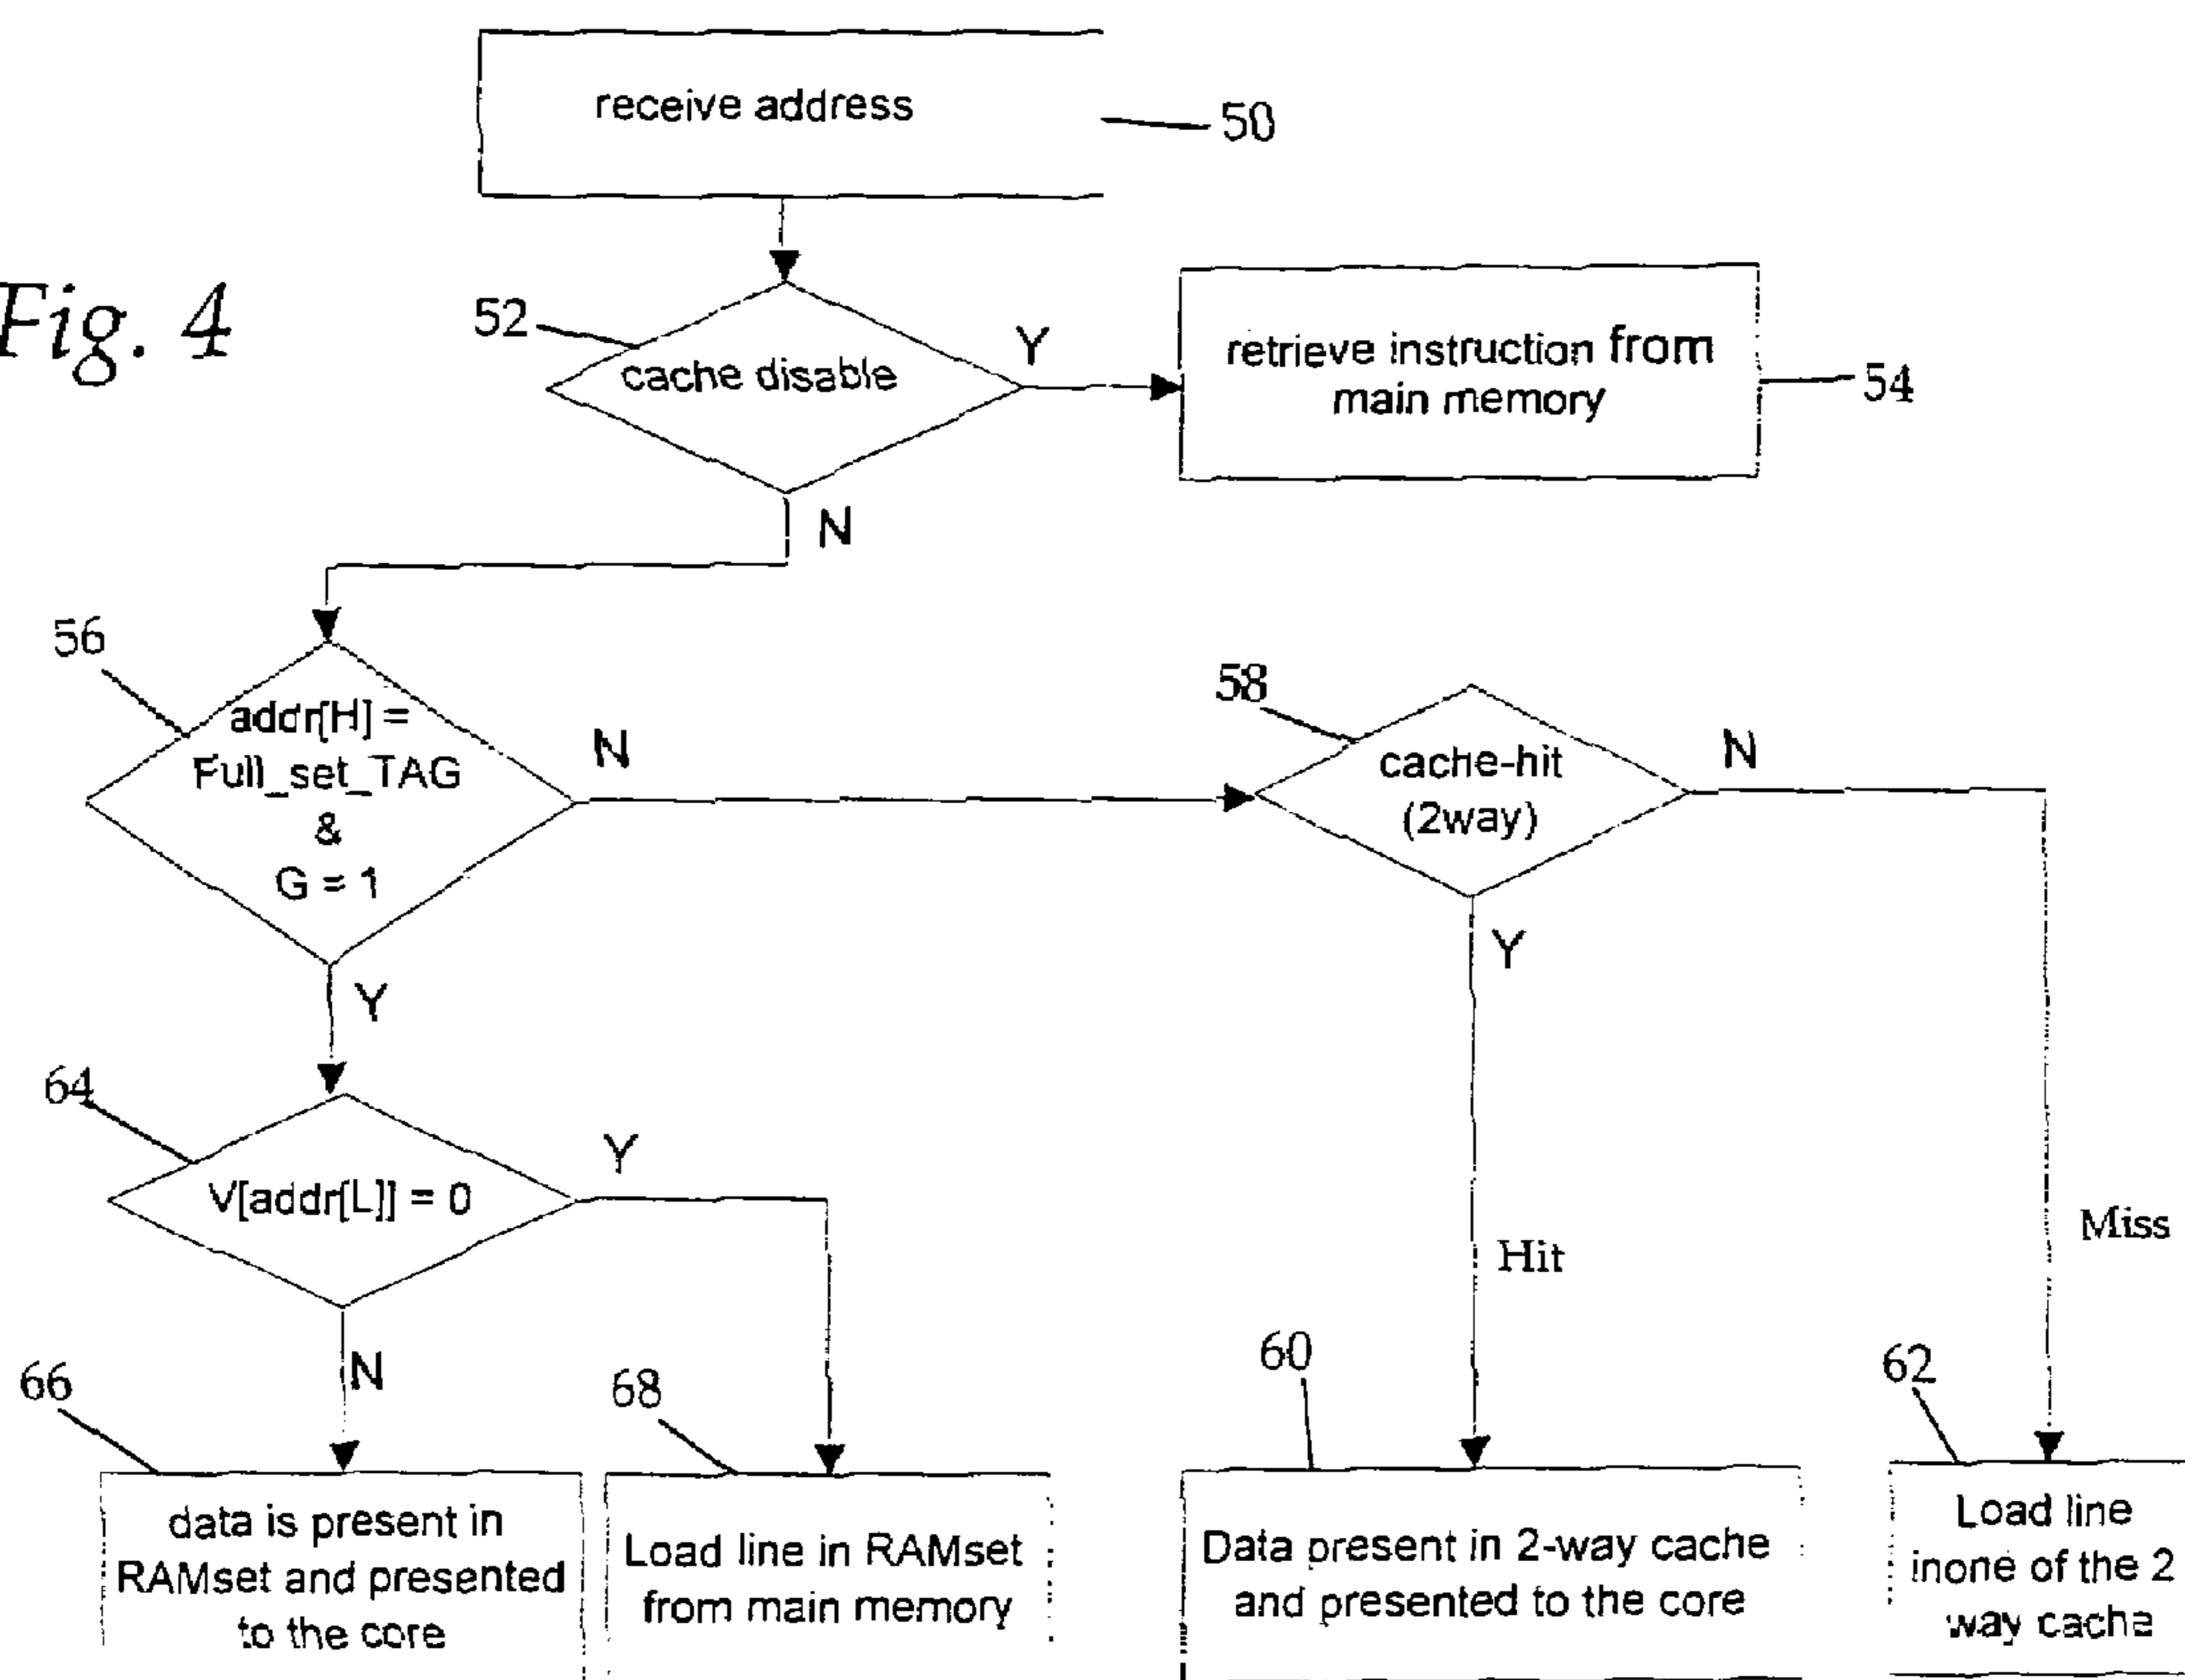 receive address
50
Fig. 4
52
cache disable
Y
retrieve instruction from
main memory
54
N
56
addr[H] =
Full_set_TAG
&
G = 1
N
58
cache-hit
(2way)
N
Y
Y
64
V[addr[L]] = 0
Y
Hit
Miss
N
66
68
60
62
data is present in
RAMset and presented
to the core
Load line in RAMset
from main memory
Data present in 2-way cache
and presented to the core
Load line
inone of the 2
way cache